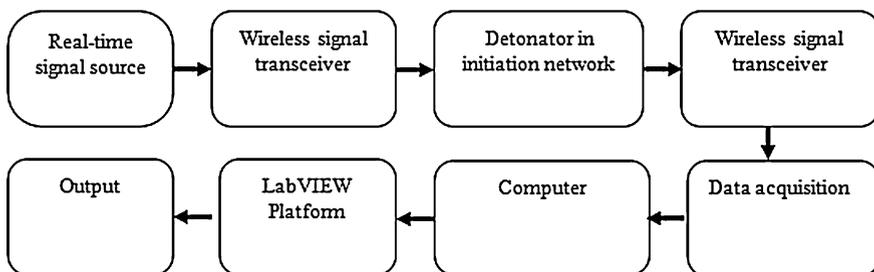 Real-time
signal source
Wireless signal
transceiver
Detonator in
initiation network
Wireless signal
transceiver
Output
LabVIEW
Platform
Computer
Data acquisition